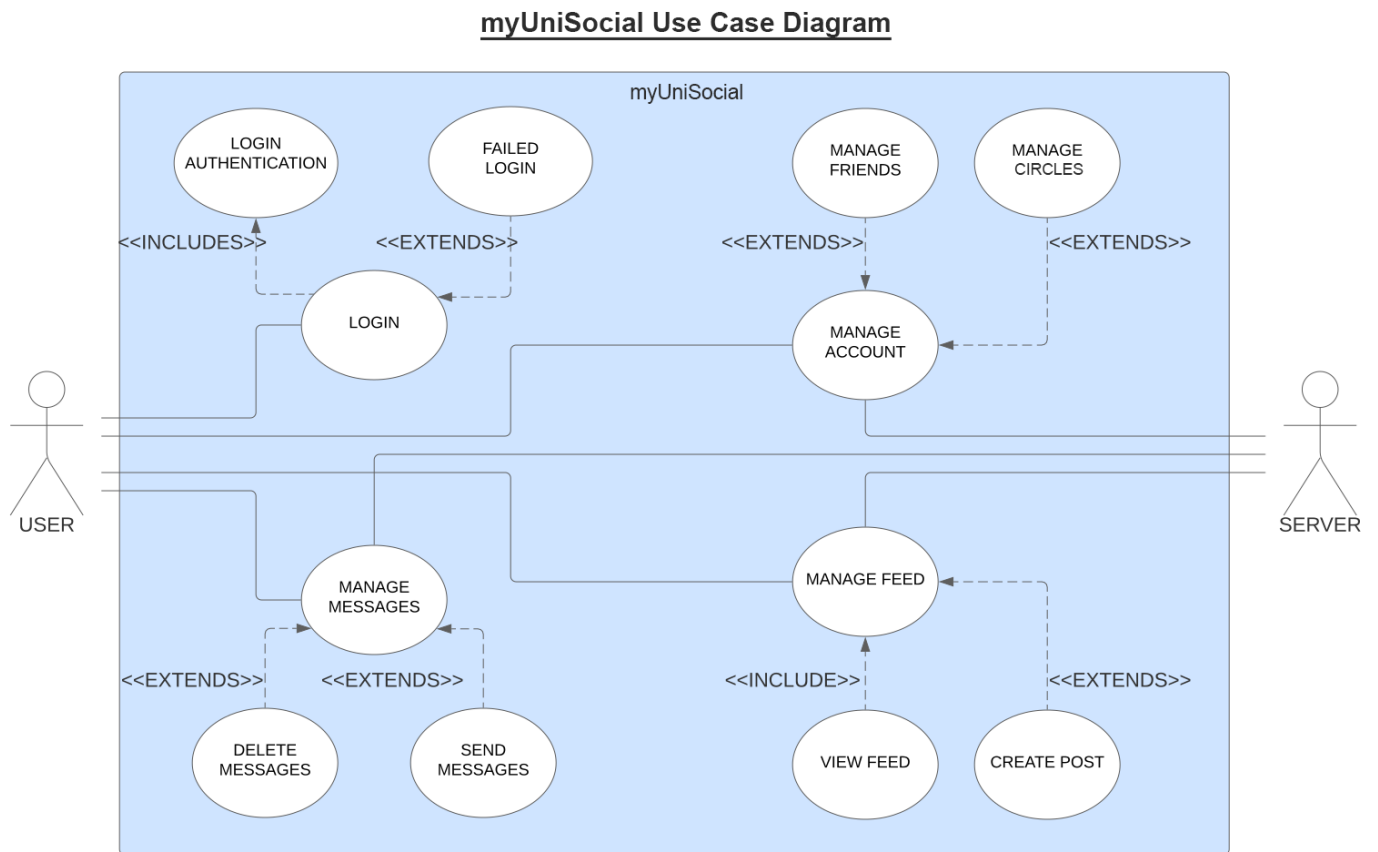 myUniSocial Use Case Diagram
myUniSocial
LOGIN
AUTHENTICATION
FAILED
LOGIN
MANAGE
FRIENDS
MANAGE
CIRCLES
<<INCLUDES>>
<<EXTENDS>>
<<EXTENDS>>
<<EXTENDS>>
LOGIN
MANAGE
ACCOUNT
USER
SERVER
MANAGE
MESSAGES
MANAGE FEED
<<EXTENDS>>
<<EXTENDS>>
<<INCLUDE>>
<<EXTENDS>>
DELETE
MESSAGES
SEND
MESSAGES
VIEW FEED
CREATE POST